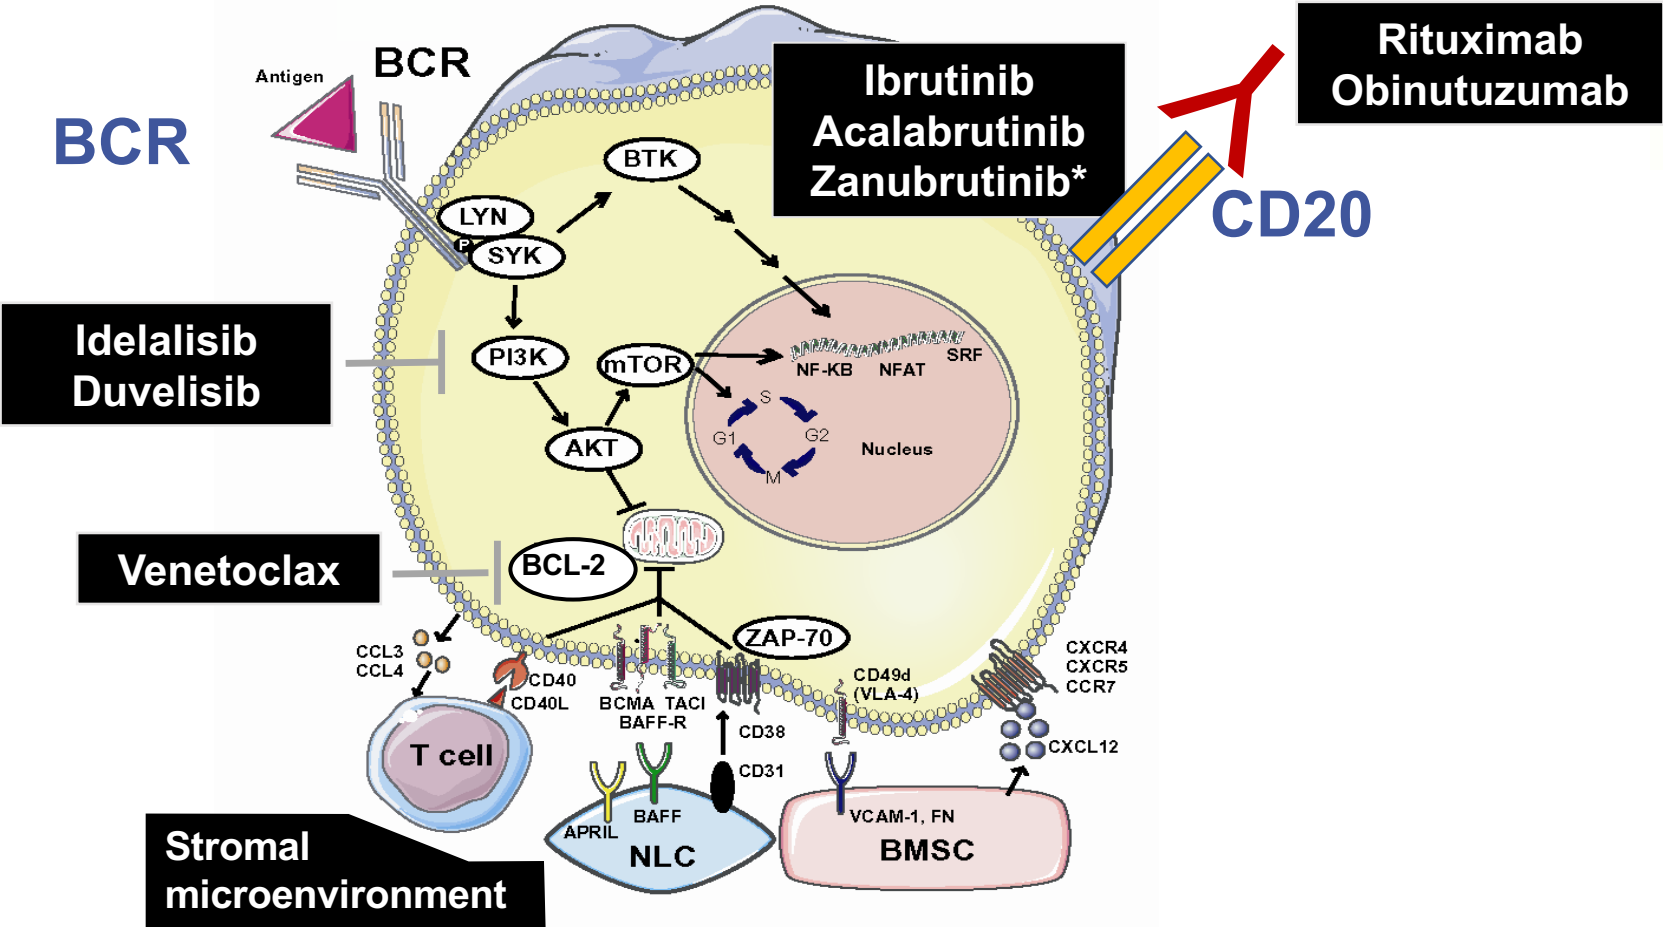 Rituximab
Obinutuzumab
BCR
Antigen
BCR
Ibrutinib
Acalabrutinib
Zanubrutinib*
BTK
LYN
P
SYK
CD20
Idelalisib
Duvelisib
PI3K
mTOR
SRF
NF-KB NFAT
S
G1 G2
M
Nucleus
AKT
Venetoclax
BCL-2
ZAP-70
CCL3
CCL4
CD40
CD40L
BCMA TACI
BAFF-R
CD38
CD31
CD49d
(VLA-4)
CXCR4
CXCR5
CCR7
CXCL12
T cell
APRIL
BAFF
NLC
VCAM-1, FN
BMSC
Stromal
microenvironment